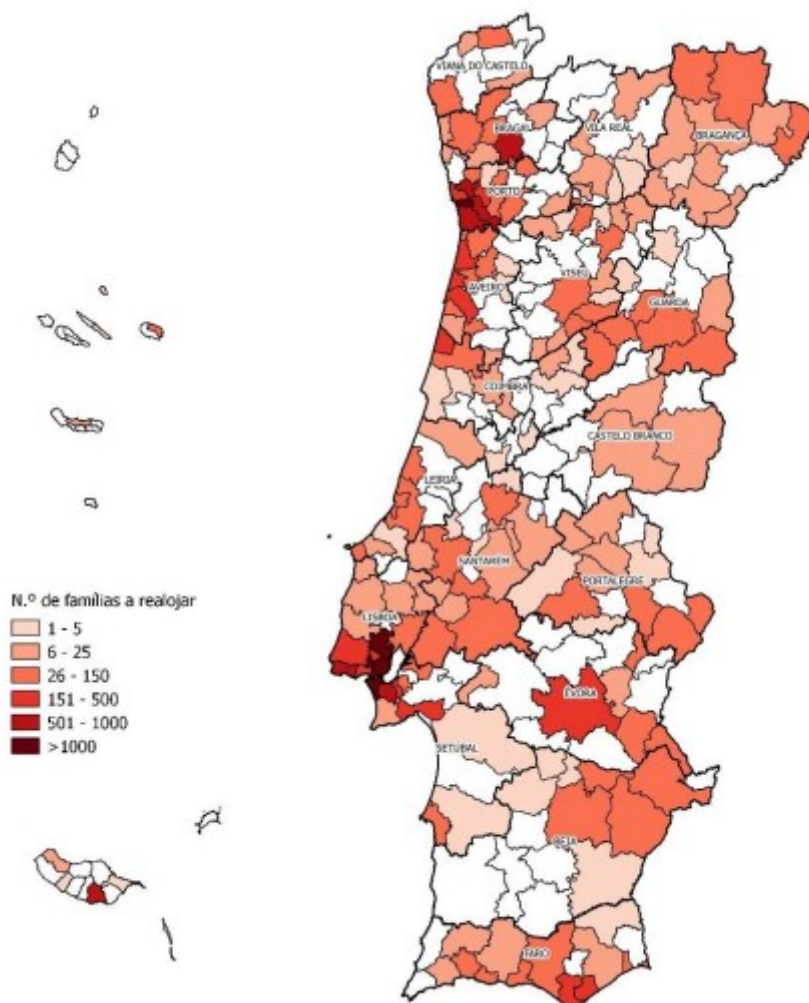 VIANA DO CASTELO
BRAGA
VILA REAL
BRAGANÇA
PORTO
AVEIRO
VISEU
GUARDA
COIMBRA
CASTELO BRANCO
LEIRIA
SANTARÉM
PORTALEGRE
LISBOA
ÉVORA
SETÚBAL
BEJA
FARO
N.º de famílias a realojar
1 - 5
6 - 25
26 - 150
151 - 500
501 - 1000
>1000